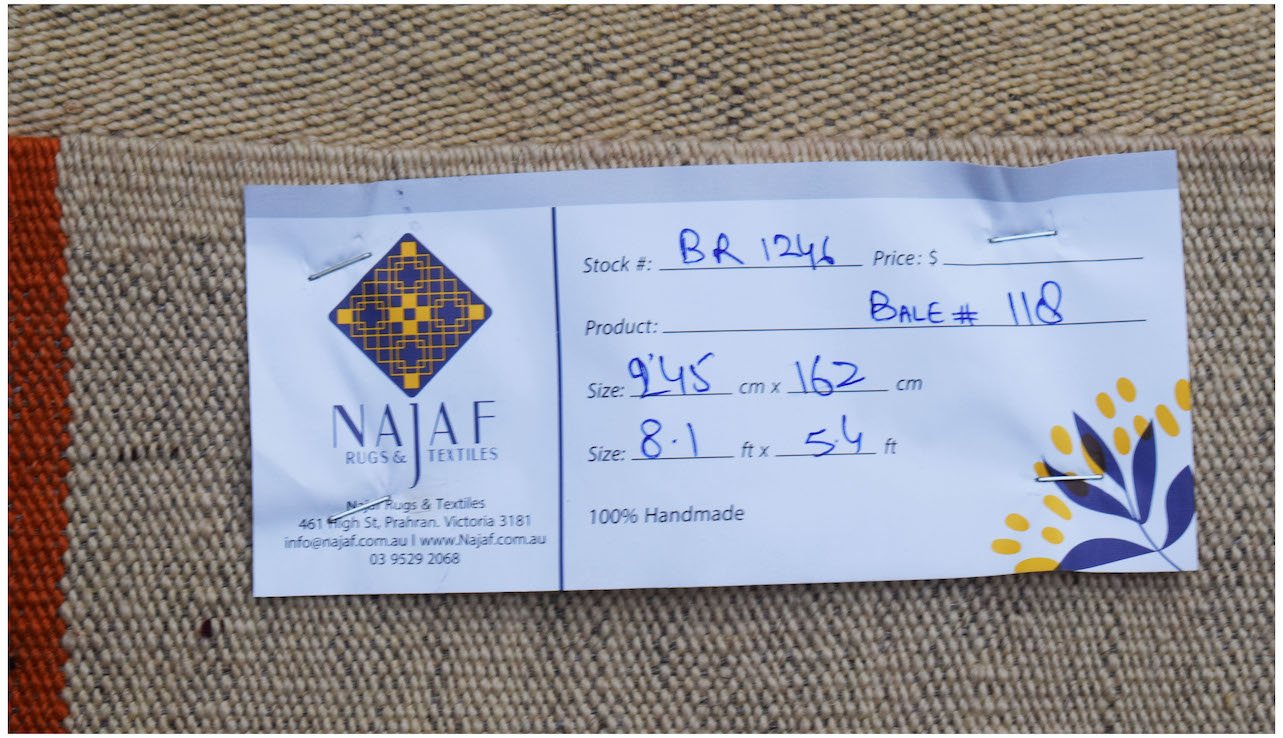 NAJAF
RUGS & TEXTILES
Najaf Rugs & Textiles
461 High St, Prahran. Victoria 3181
info@najaf.com.au | www.Najaf.com.au
03 9529 2068
Stock #: BR 1246 Price: $
BALE # 118
Product:
Size: 245 cm x 162 cm
Size: 8.1 ft x 5.4 ft
100% Handmade